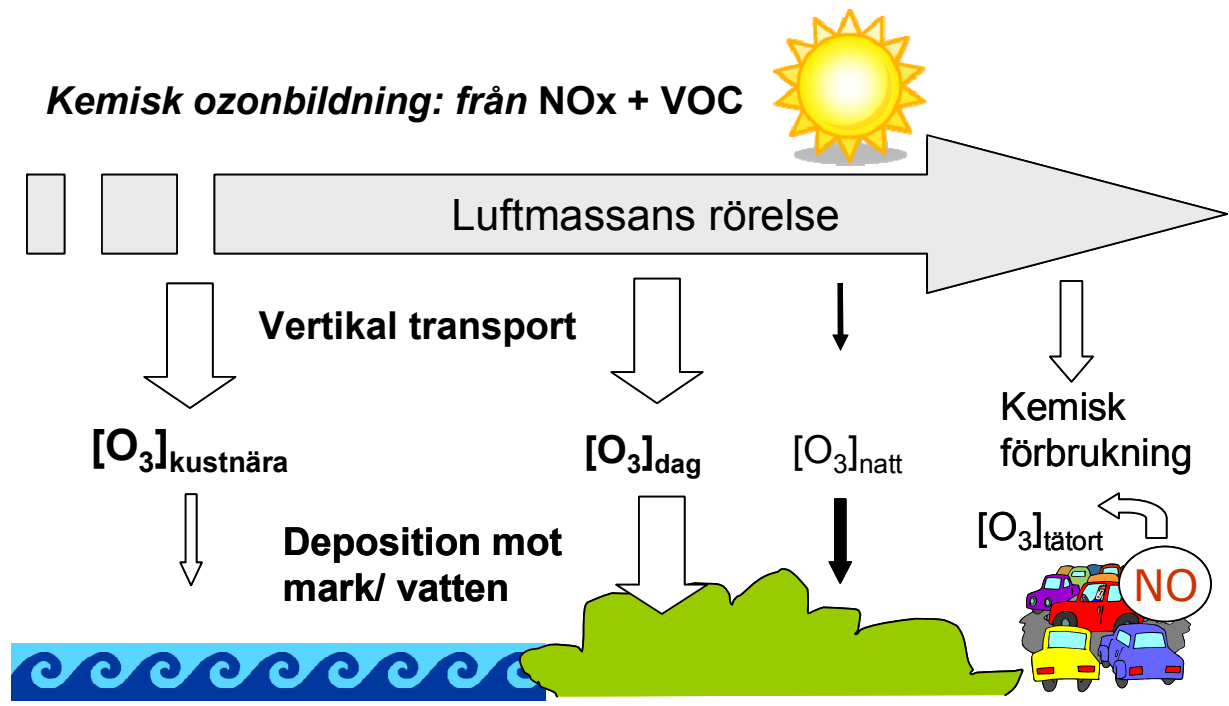 Kemisk ozonbildning: från NOx + VOC
Luftmassans rörelse
Vertikal transport
[O₃]kustnära
[O₃]dag
[O₃]natt
Kemisk
förbrukning
Deposition mot
mark/ vatten
[O₃]tätort
NO